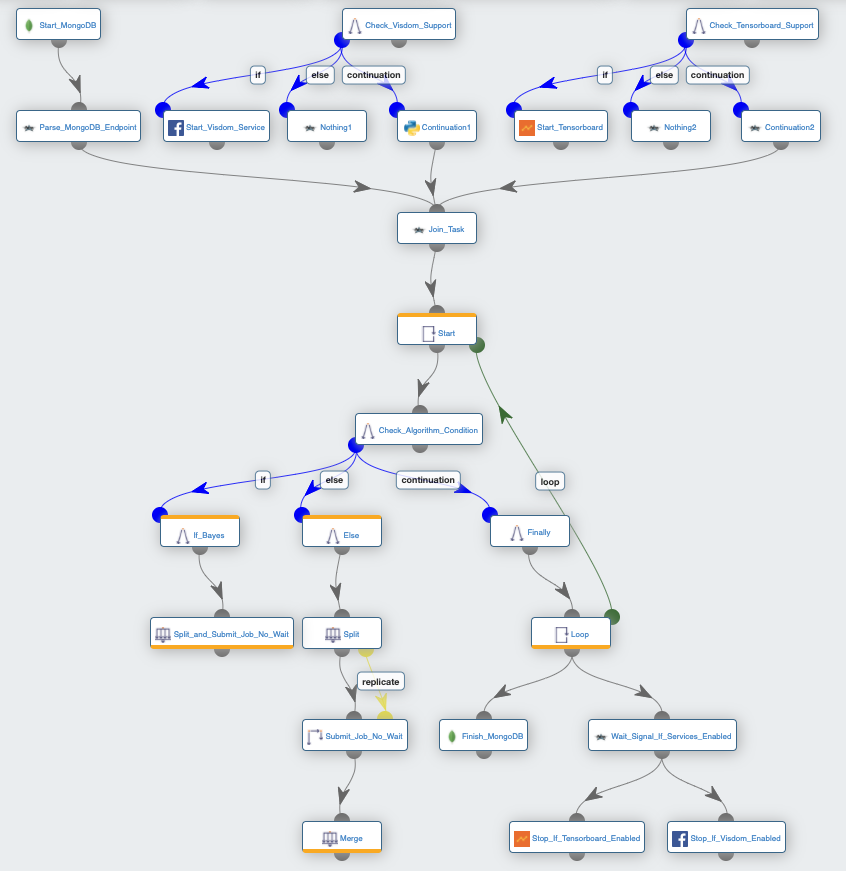 Start_MongoDB
Check_Visdom_Support
Check_Tensorboard_Support
if
else
continuation
if
else
continuation
Parse_MongoDB_Endpoint
Start_Visdom_Service
Nothing1
Continuation1
Start_Tensorboard
Nothing2
Continuation2
Join_Task
Start
Check_Algorithm_Condition
if
else
continuation
loop
If_Bayes
Else
Finally
Split_and_Submit_Job_No_Wait
Split
Loop
replicate
Submit_Job_No_Wait
Finish_MongoDB
Wait_Signal_If_Services_Enabled
Merge
Stop_If_Tensorboard_Enabled
Stop_If_Visdom_Enabled